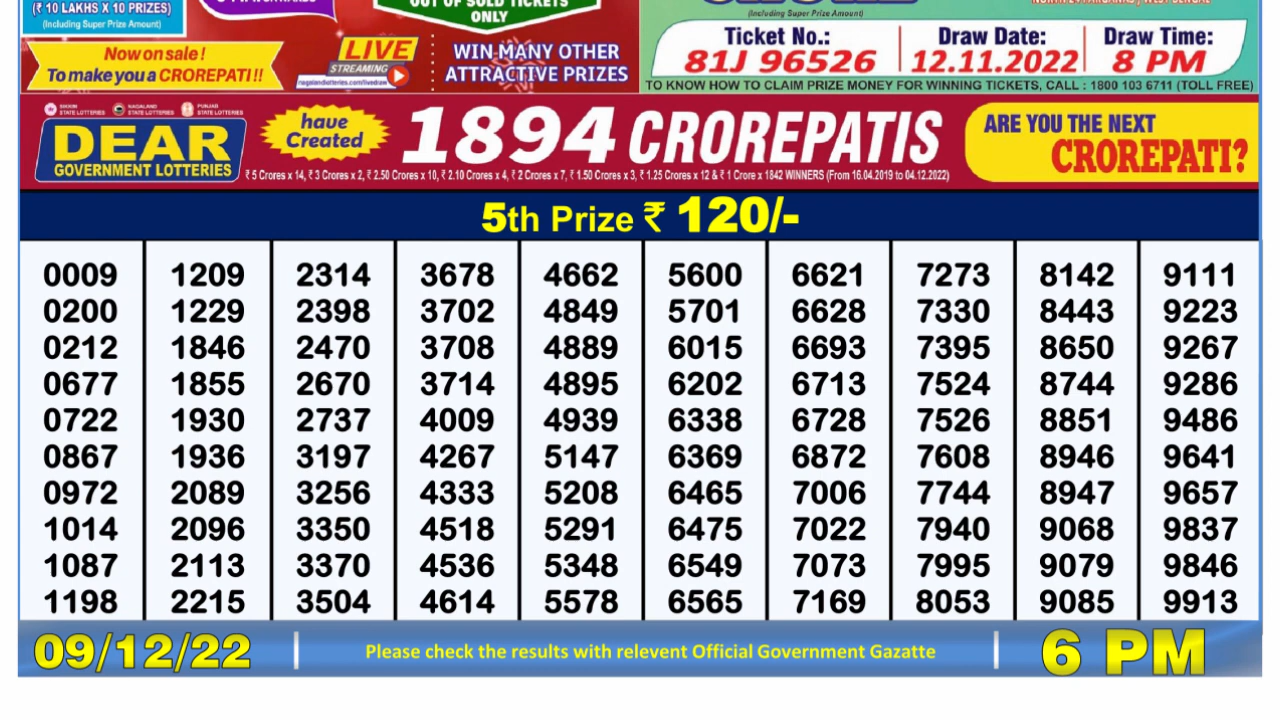 (₹ 10 LAKHS X 10 PRIZES)
(Including Super Prize Amount)
OUT OF SOLD TICKETS
ONLY
(Including Super Prize Amount)
Now on sale!
To make you a CROREPATI!!
LIVE
STREAMING
nagalandlotteries.com/livedraw
WIN MANY OTHER
ATTRACTIVE PRIZES
Ticket No.: Draw Date: Draw Time:
81J 96526 12.11.2022 8 PM
TO KNOW HOW TO CLAIM PRIZE MONEY FOR WINNING TICKETS, CALL : 1800 103 6711 (TOLL FREE)
SIKKIM STATE LOTTERIES NAGALAND STATE LOTTERIES PUNJAB STATE LOTTERIES
DEAR
GOVERNMENT LOTTERIES
have
Created
1894 CROREPATIS
₹ 5 Crores x 14, ₹ 3 Crores x 2, ₹ 2.50 Crores x 10, ₹ 2.10 Crores x 4, ₹ 2 Crores x 7, ₹ 1.50 Crores x 3, ₹ 1.25 Crores x 12 & ₹ 1 Crore x 1842 WINNERS (From 16.04.2019 to 04.12.2022)
ARE YOU THE NEXT
CROREPATI?
5th Prize ₹ 120/-
0009 1209 2314 3678 4662 5600 6621 7273 8142 9111
0200 1229 2398 3702 4849 5701 6628 7330 8443 9223
0212 1846 2470 3708 4889 6015 6693 7395 8650 9267
0677 1855 2670 3714 4895 6202 6713 7524 8744 9286
0722 1930 2737 4009 4939 6338 6728 7526 8851 9486
0867 1936 3197 4267 5147 6369 6872 7608 8946 9641
0972 2089 3256 4333 5208 6465 7006 7744 8947 9657
1014 2096 3350 4518 5291 6475 7022 7940 9068 9837
1087 2113 3370 4536 5348 6549 7073 7995 9079 9846
1198 2215 3504 4614 5578 6565 7169 8053 9085 9913
09/12/22 Please check the results with relevent Official Government Gazatte 6 PM